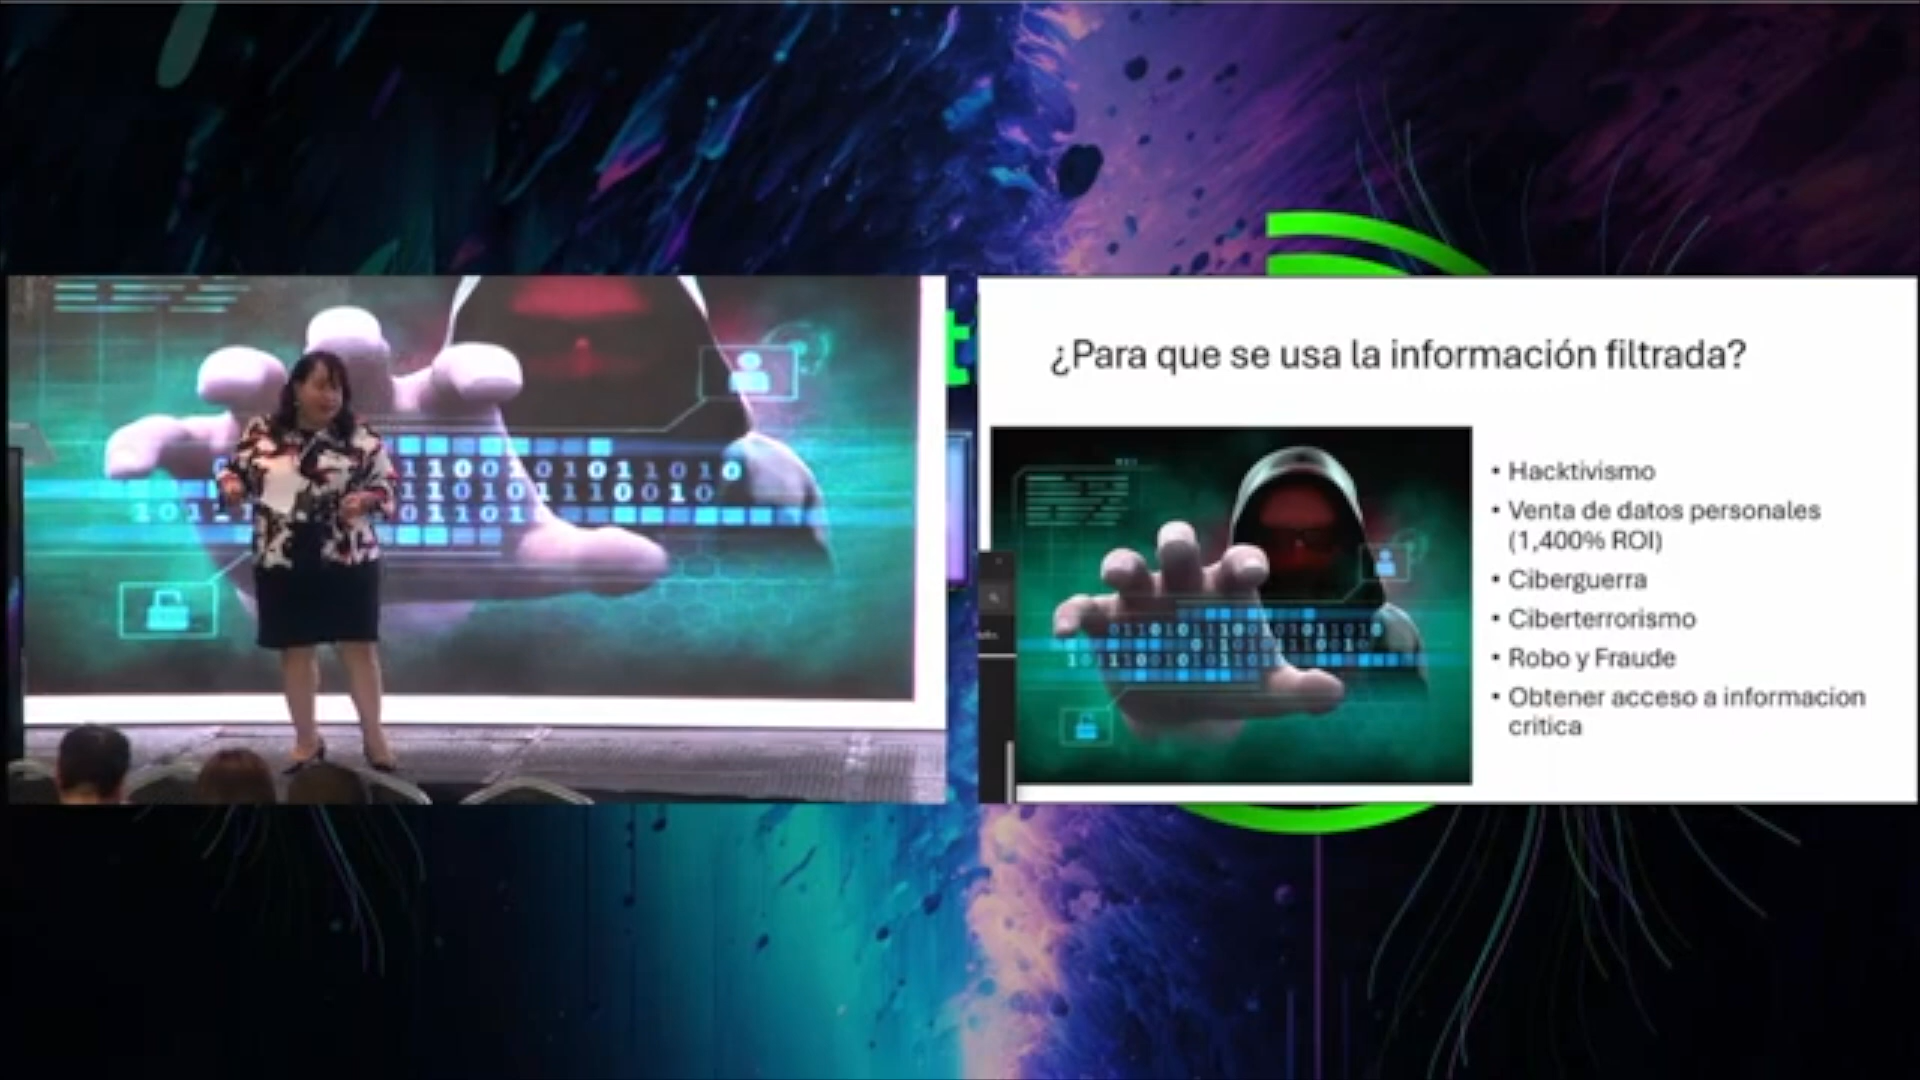 ¿Para que se usa la información filtrada?
• Hacktivismo
• Venta de datos personales
(1,400% ROI)
• Ciberguerra
• Ciberterrorismo
• Robo y Fraude
• Obtener acceso a informacion
critica